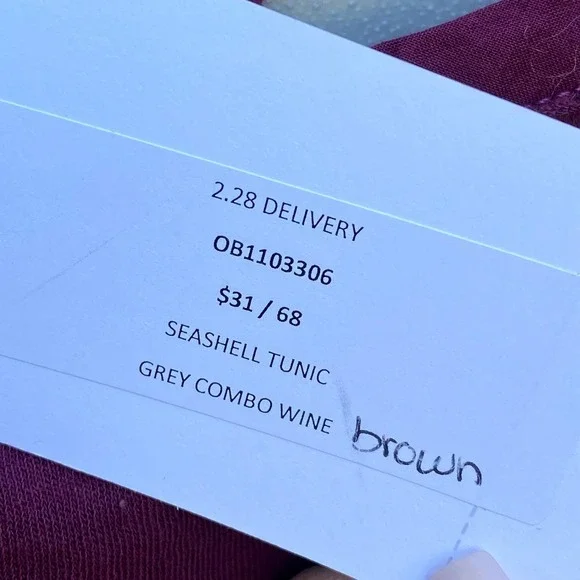 2.28 DELIVERY
OB1103306
$31 / 68
SEASHELL TUNIC
GREY COMBO WINE brown